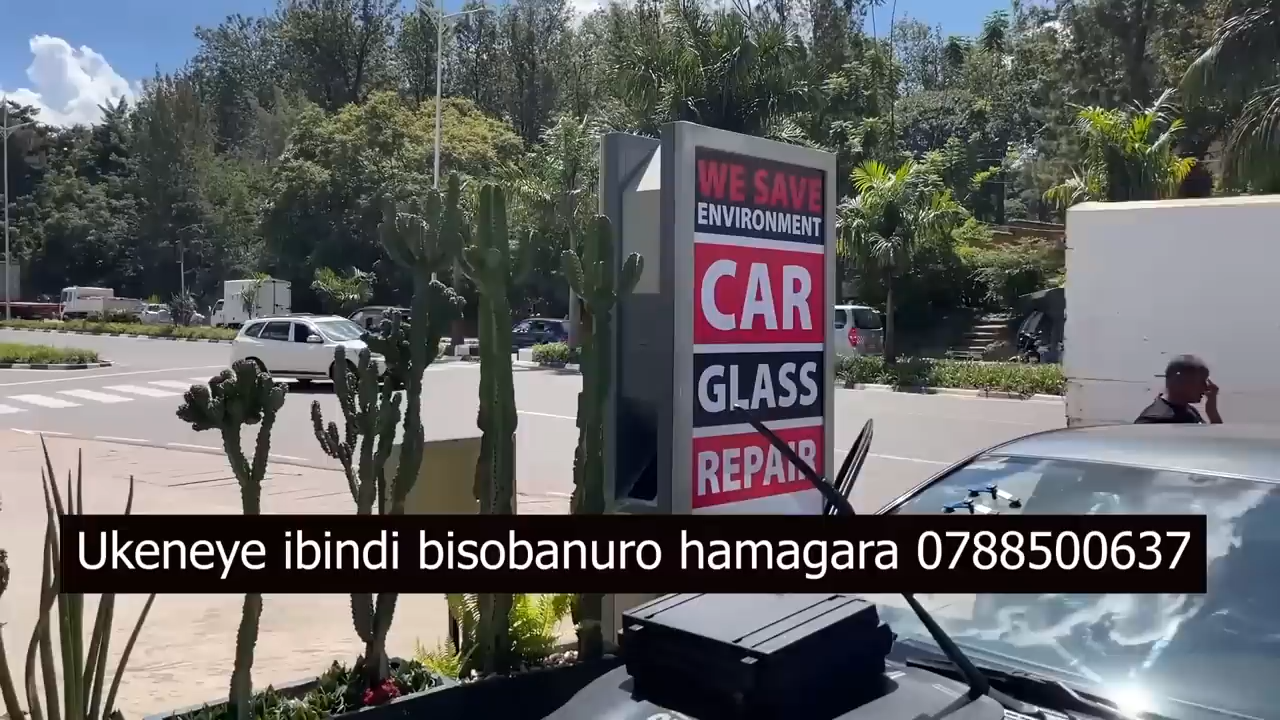 WE SAVE
ENVIRONMENT
CAR
GLASS
REPAIR
Ukeneye ibindi bisobanuro hamagara 0788500637